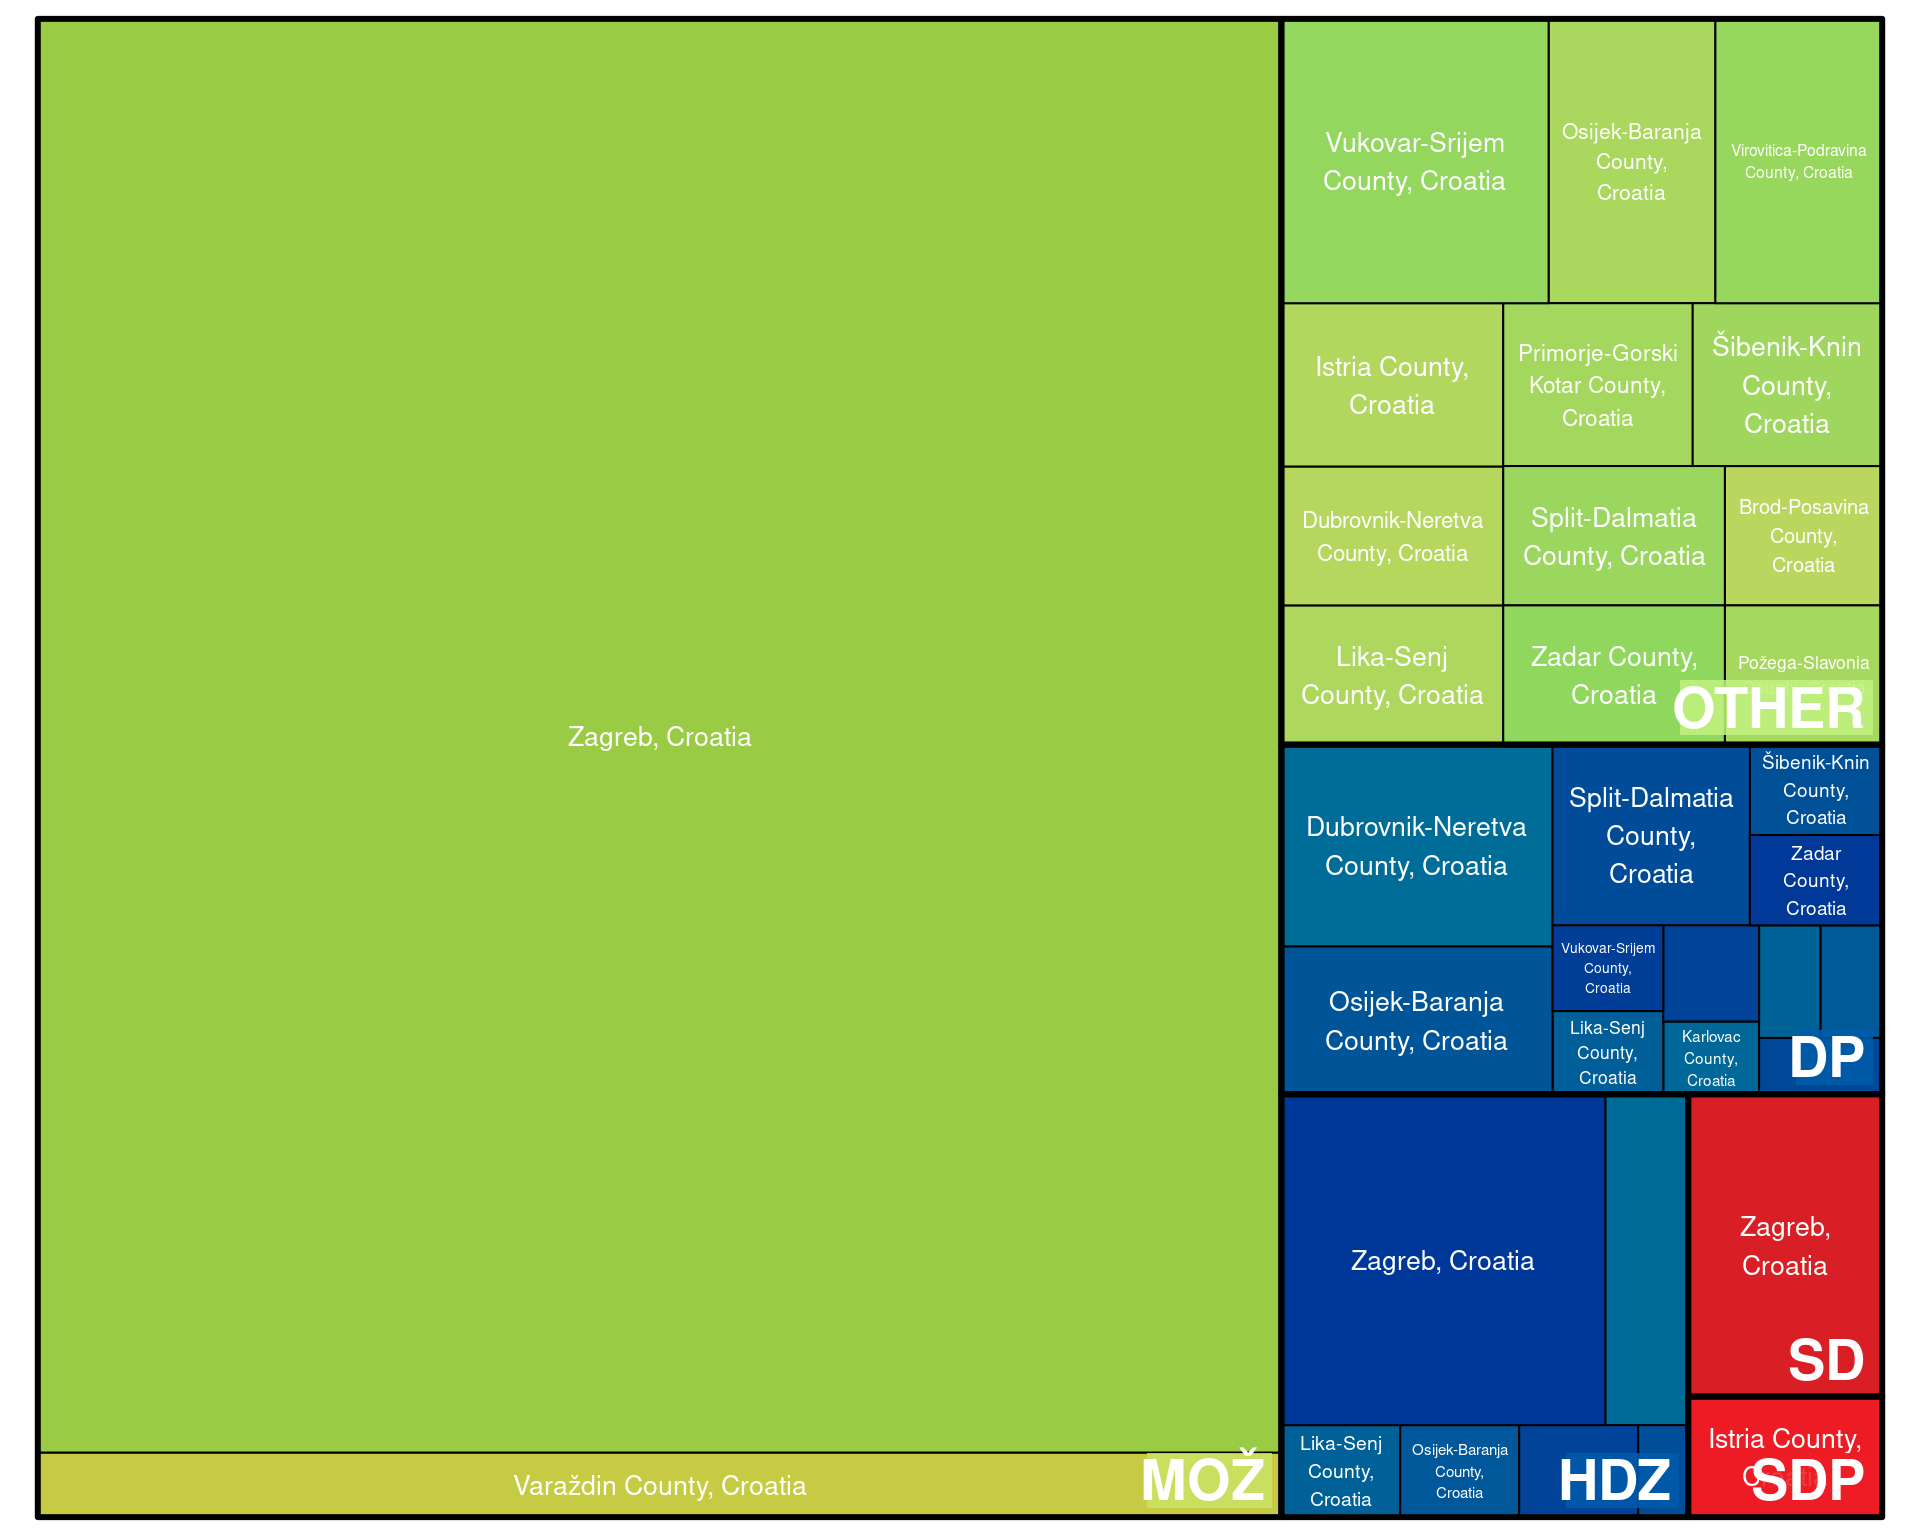 Zagreb, Croatia
Varaždin County, Croatia
MOŽ
Vukovar-Srijem
County, Croatia
Osijek-Baranja
County,
Croatia
Virovitica-Podravina
County, Croatia
Istria County,
Croatia
Primorje-Gorski
Kotar County,
Croatia
Šibenik-Knin
County,
Croatia
Dubrovnik-Neretva
County, Croatia
Split-Dalmatia
County, Croatia
Brod-Posavina
County,
Croatia
Lika-Senj
County, Croatia
Zadar County,
Croatia
Požega-Slavonia
OTHER
Dubrovnik-Neretva
County, Croatia
Osijek-Baranja
County, Croatia
Split-Dalmatia
County,
Croatia
Šibenik-Knin
County,
Croatia
Zadar
County,
Croatia
Vukovar-Srijem
County,
Croatia
Lika-Senj
County,
Croatia
Karlovac
County,
Croatia
DP
Zagreb, Croatia
Lika-Senj
County,
Croatia
Osijek-Baranja
County,
Croatia
HDZ
Zagreb,
Croatia
SD
Istria County,
SDP